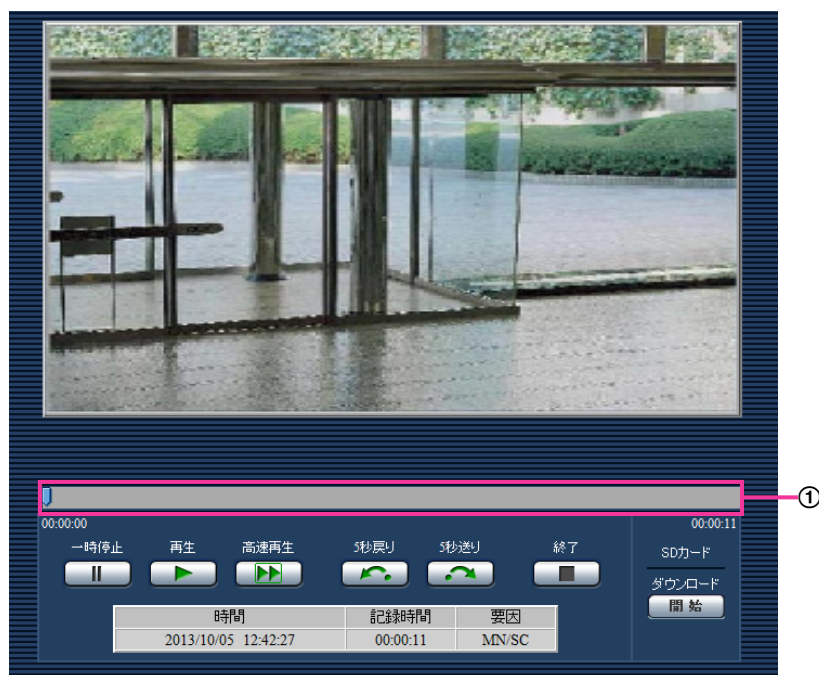 ①
00:00:00 00:00:11
一時停止 再生 高速再生 5秒戻り 5秒送り 終了 SDカード
ダウンロード
開始
時間 記録時間 要因
2013/10/05 12:42:27 00:00:11 MN/SC